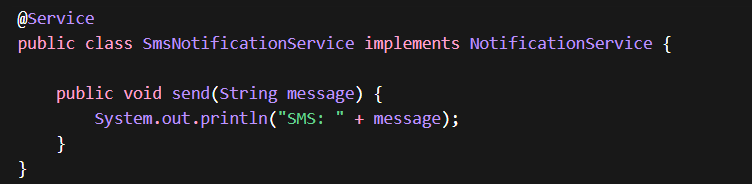 @Service
public class SmsNotificationService implements NotificationService {
    public void send(String message) {
        System.out.println("SMS: " + message);
    }
}